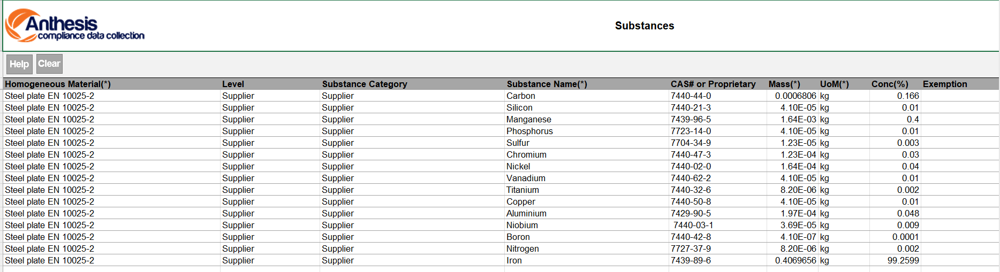 Anthesis
compliance data collection
Substances
Help Clear
Homogeneous Material(*) Level Substance Category Substance Name(*) CAS# or Proprietary Mass(*) UoM(*) Conc(%) Exemption
Steel plate EN 10025-2 Supplier Supplier Carbon 7440-44-0 0.0006806 kg 0.166
Steel plate EN 10025-2 Supplier Supplier Silicon 7440-21-3 4.10E-05 kg 0.01
Steel plate EN 10025-2 Supplier Supplier Manganese 7439-96-5 1.64E-03 kg 0.4
Steel plate EN 10025-2 Supplier Supplier Phosphorus 7723-14-0 4.10E-05 kg 0.01
Steel plate EN 10025-2 Supplier Supplier Sulfur 7704-34-9 1.23E-05 kg 0.003
Steel plate EN 10025-2 Supplier Supplier Chromium 7440-47-3 1.23E-04 kg 0.03
Steel plate EN 10025-2 Supplier Supplier Nickel 7440-02-0 1.64E-04 kg 0.04
Steel plate EN 10025-2 Supplier Supplier Vanadium 7440-62-2 4.10E-05 kg 0.01
Steel plate EN 10025-2 Supplier Supplier Titanium 7440-32-6 8.20E-06 kg 0.002
Steel plate EN 10025-2 Supplier Supplier Copper 7440-50-8 4.10E-05 kg 0.01
Steel plate EN 10025-2 Supplier Supplier Aluminium 7429-90-5 1.97E-04 kg 0.048
Steel plate EN 10025-2 Supplier Supplier Niobium 7440-03-1 3.69E-05 kg 0.009
Steel plate EN 10025-2 Supplier Supplier Boron 7440-42-8 4.10E-07 kg 0.0001
Steel plate EN 10025-2 Supplier Supplier Nitrogen 7727-37-9 8.20E-06 kg 0.002
Steel plate EN 10025-2 Supplier Supplier Iron 7439-89-6 0.4069656 kg 99.2599